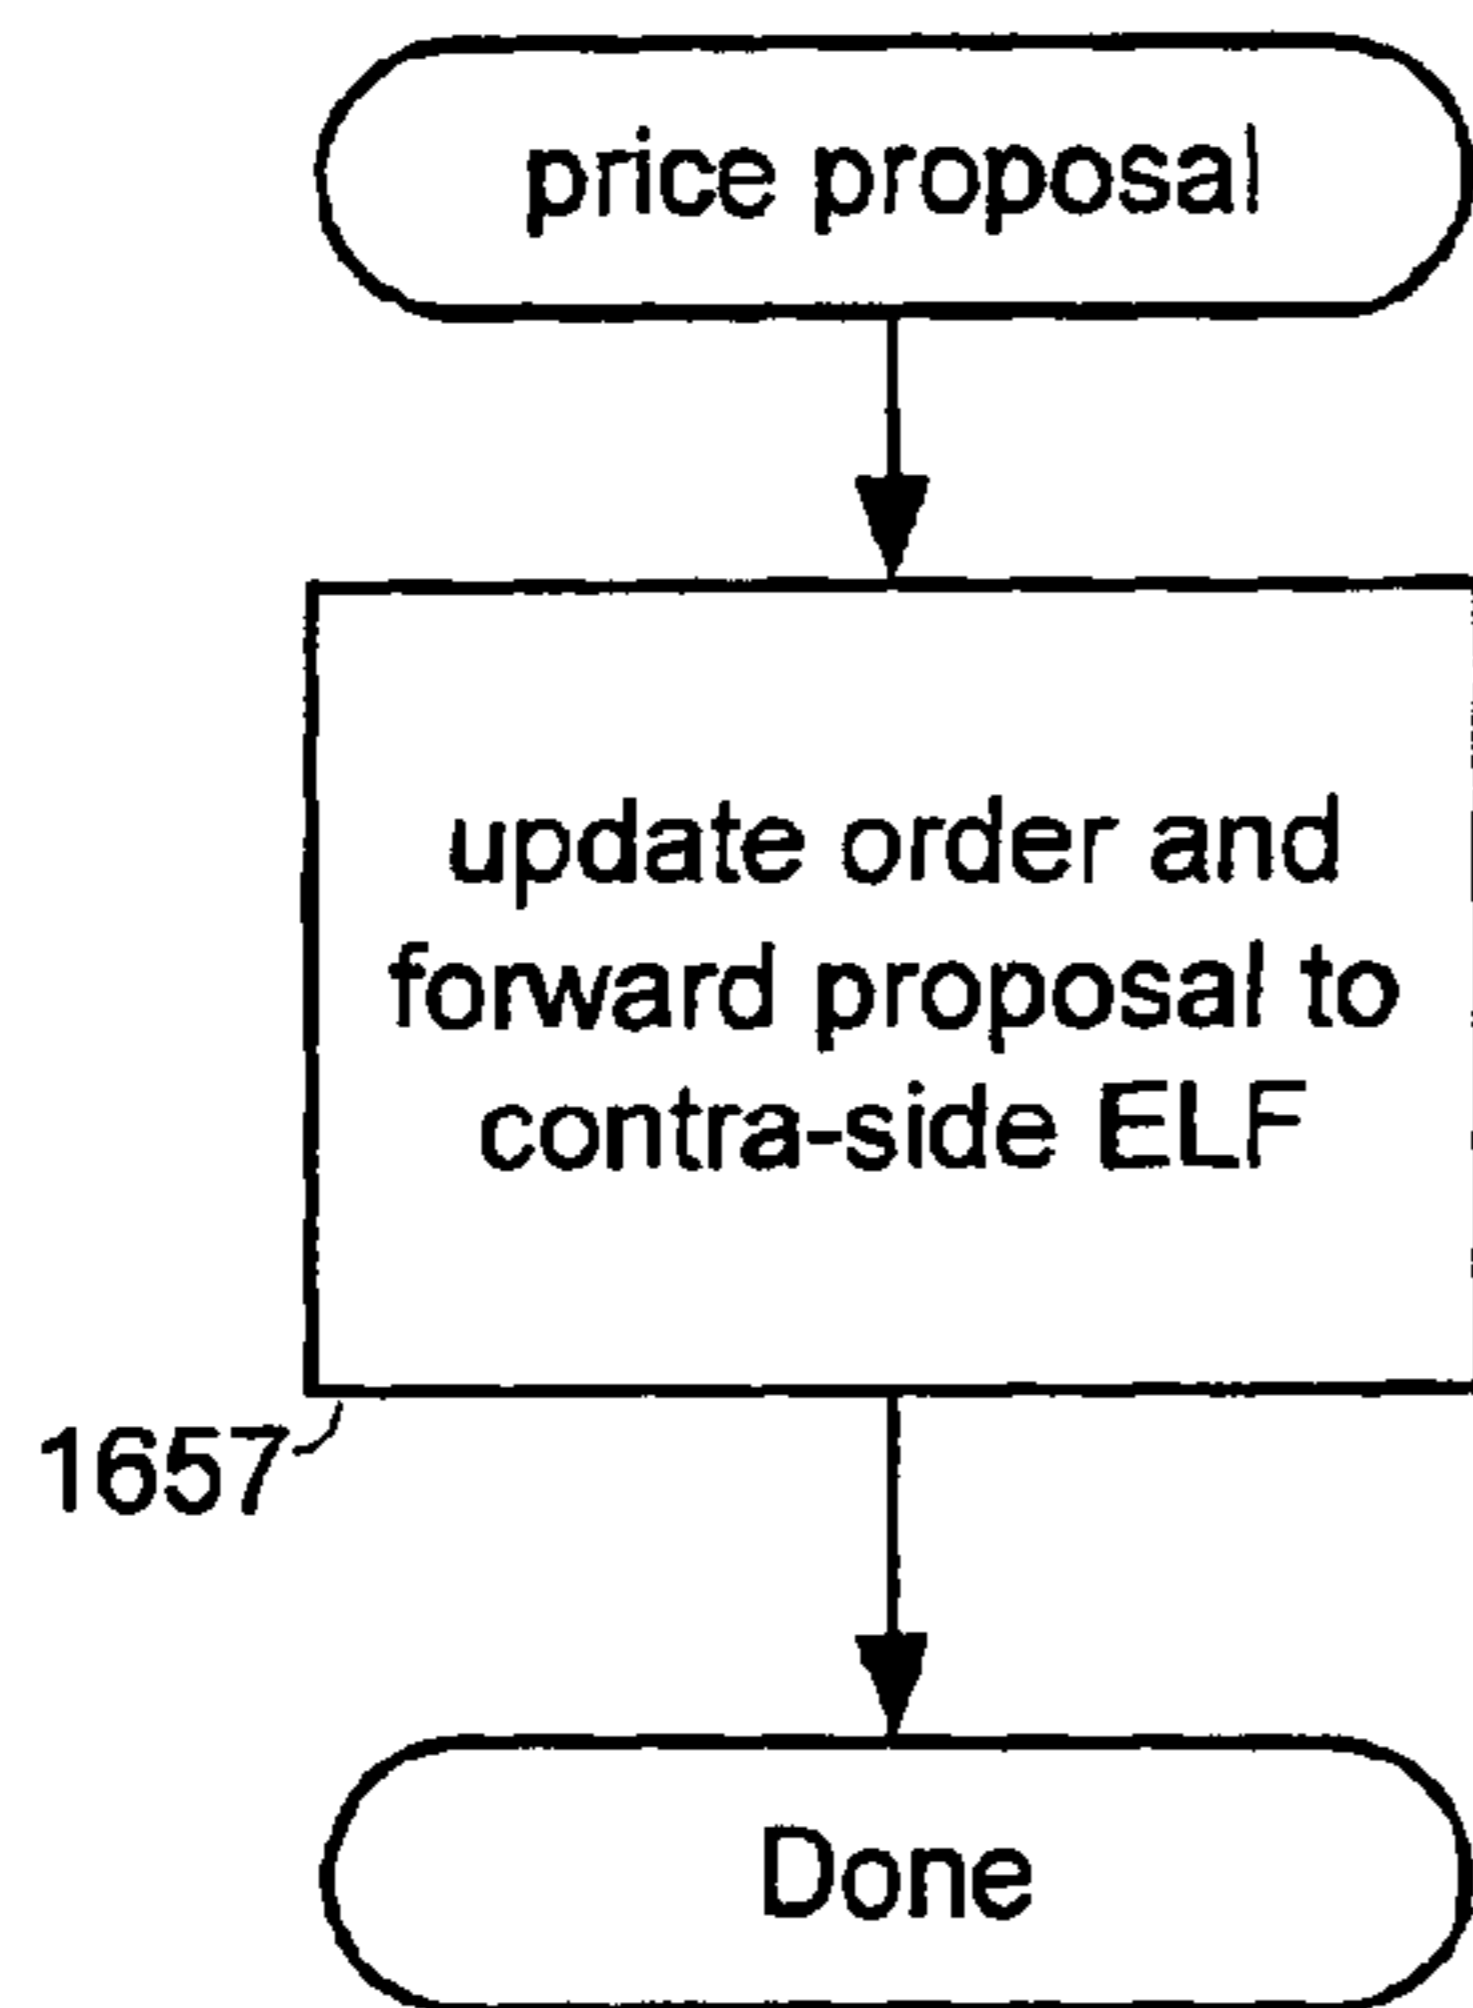 price proposal
update order and
forward proposal to
contra-side ELF
1657
Done